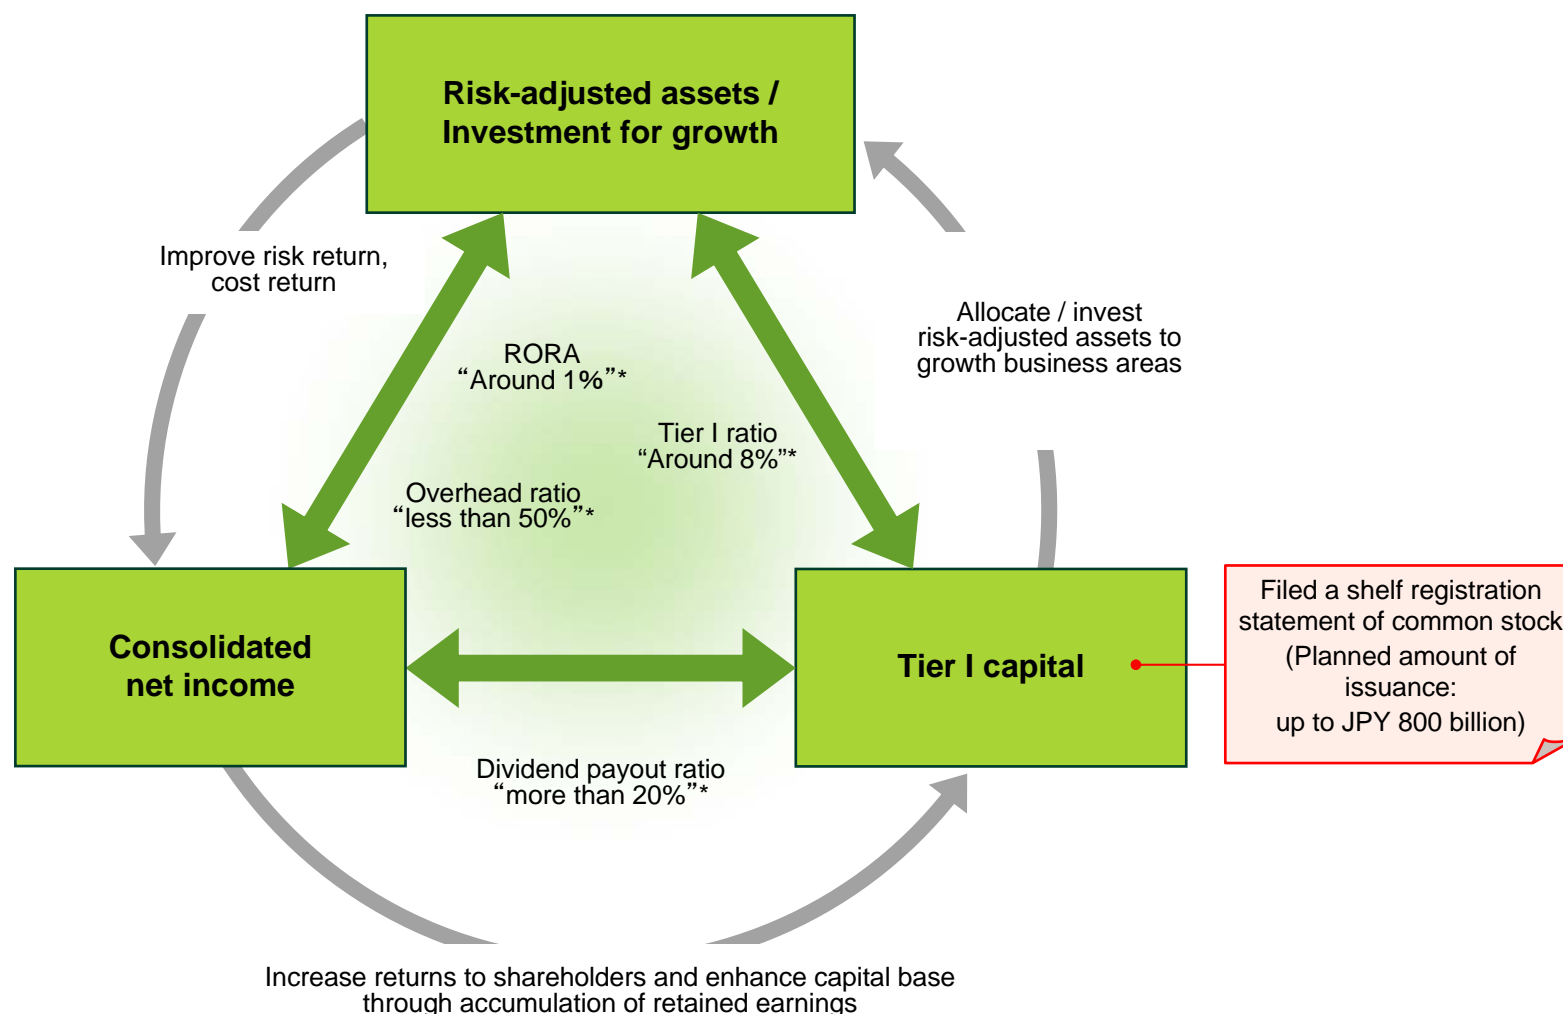 Risk-adjusted assets /
Investment for growth
Improve risk return,
cost return
Allocate / invest
risk-adjusted assets to
growth business areas
RORA
“Around 1%”*
Tier I ratio
“Around 8%”*
Overhead ratio
“less than 50%”*
Consolidated
net income
Tier I capital
Filed a shelf registration
statement of common stock
(Planned amount of
issuance:
up to JPY 800 billion)
Dividend payout ratio
“more than 20%”*
Increase returns to shareholders and enhance capital base
through accumulation of retained earnings